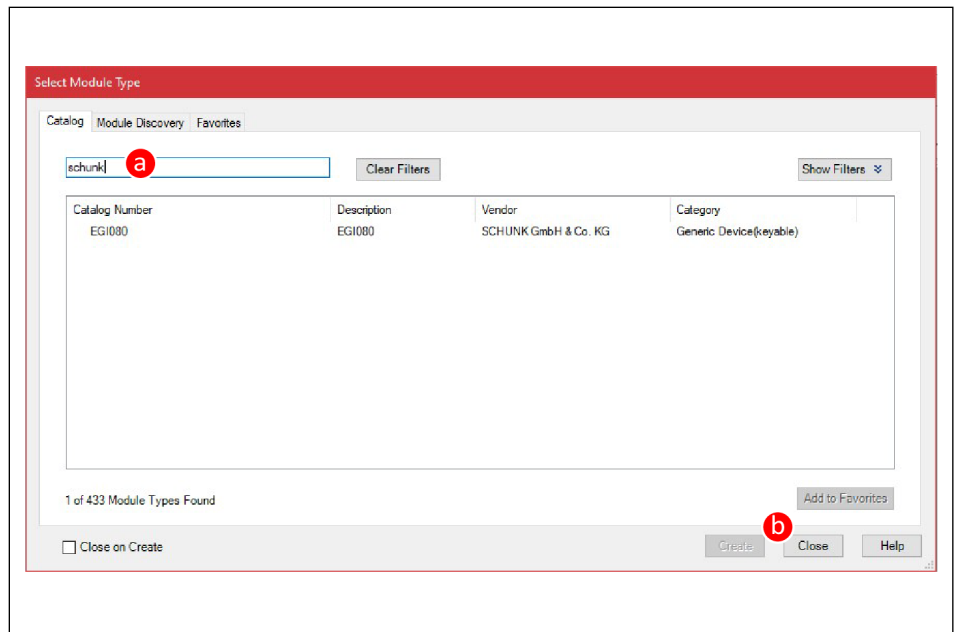 Select Module Type
Catalog Module Discovery Favorites
schunk a Clear Filters Show Filters
Catalog Number Description Vendor Category
EGI080 EGI080 SCHUNK GmbH & Co. KG Generic Device(keyable)
1 of 433 Module Types Found Add to Favorites
b
Close on Create Create Close Help